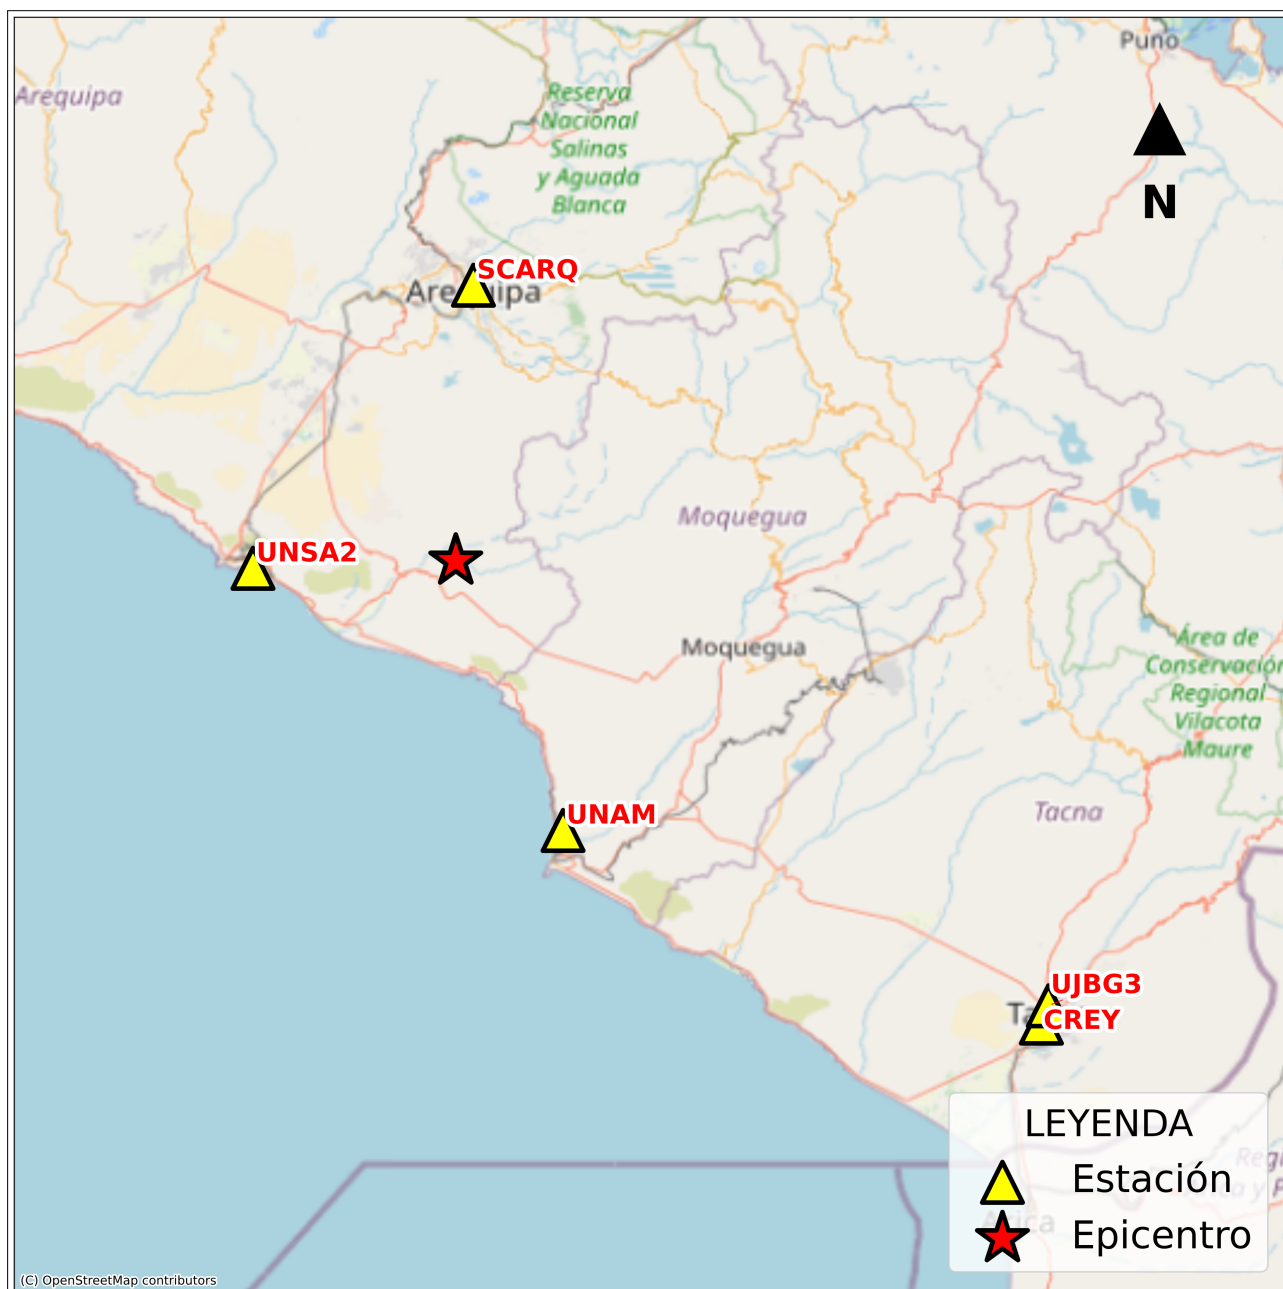 Puno
Arequipa
Reserva
Nacional
Salinas
y Aguada
Blanca
N
SCARQ
Arequipa
Moquegua
UNSA2
Moquegua
Área de
Conservación
Regional
Vilacota
Maure
UNAM
Tacna
UJBG3
CREY
LEYENDA
Estación
Epicentro
(C) OpenStreetMap contributors